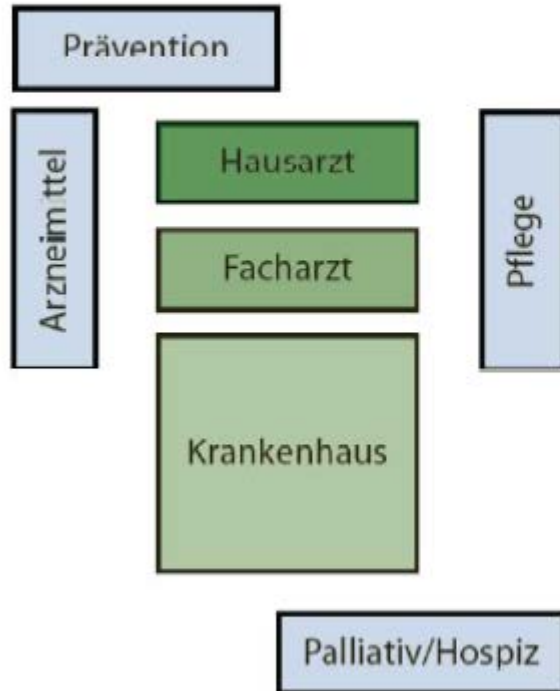 Prävention
Arzneimittel
Hausarzt
Facharzt
Pflege
Krankenhaus
Palliativ/Hospiz